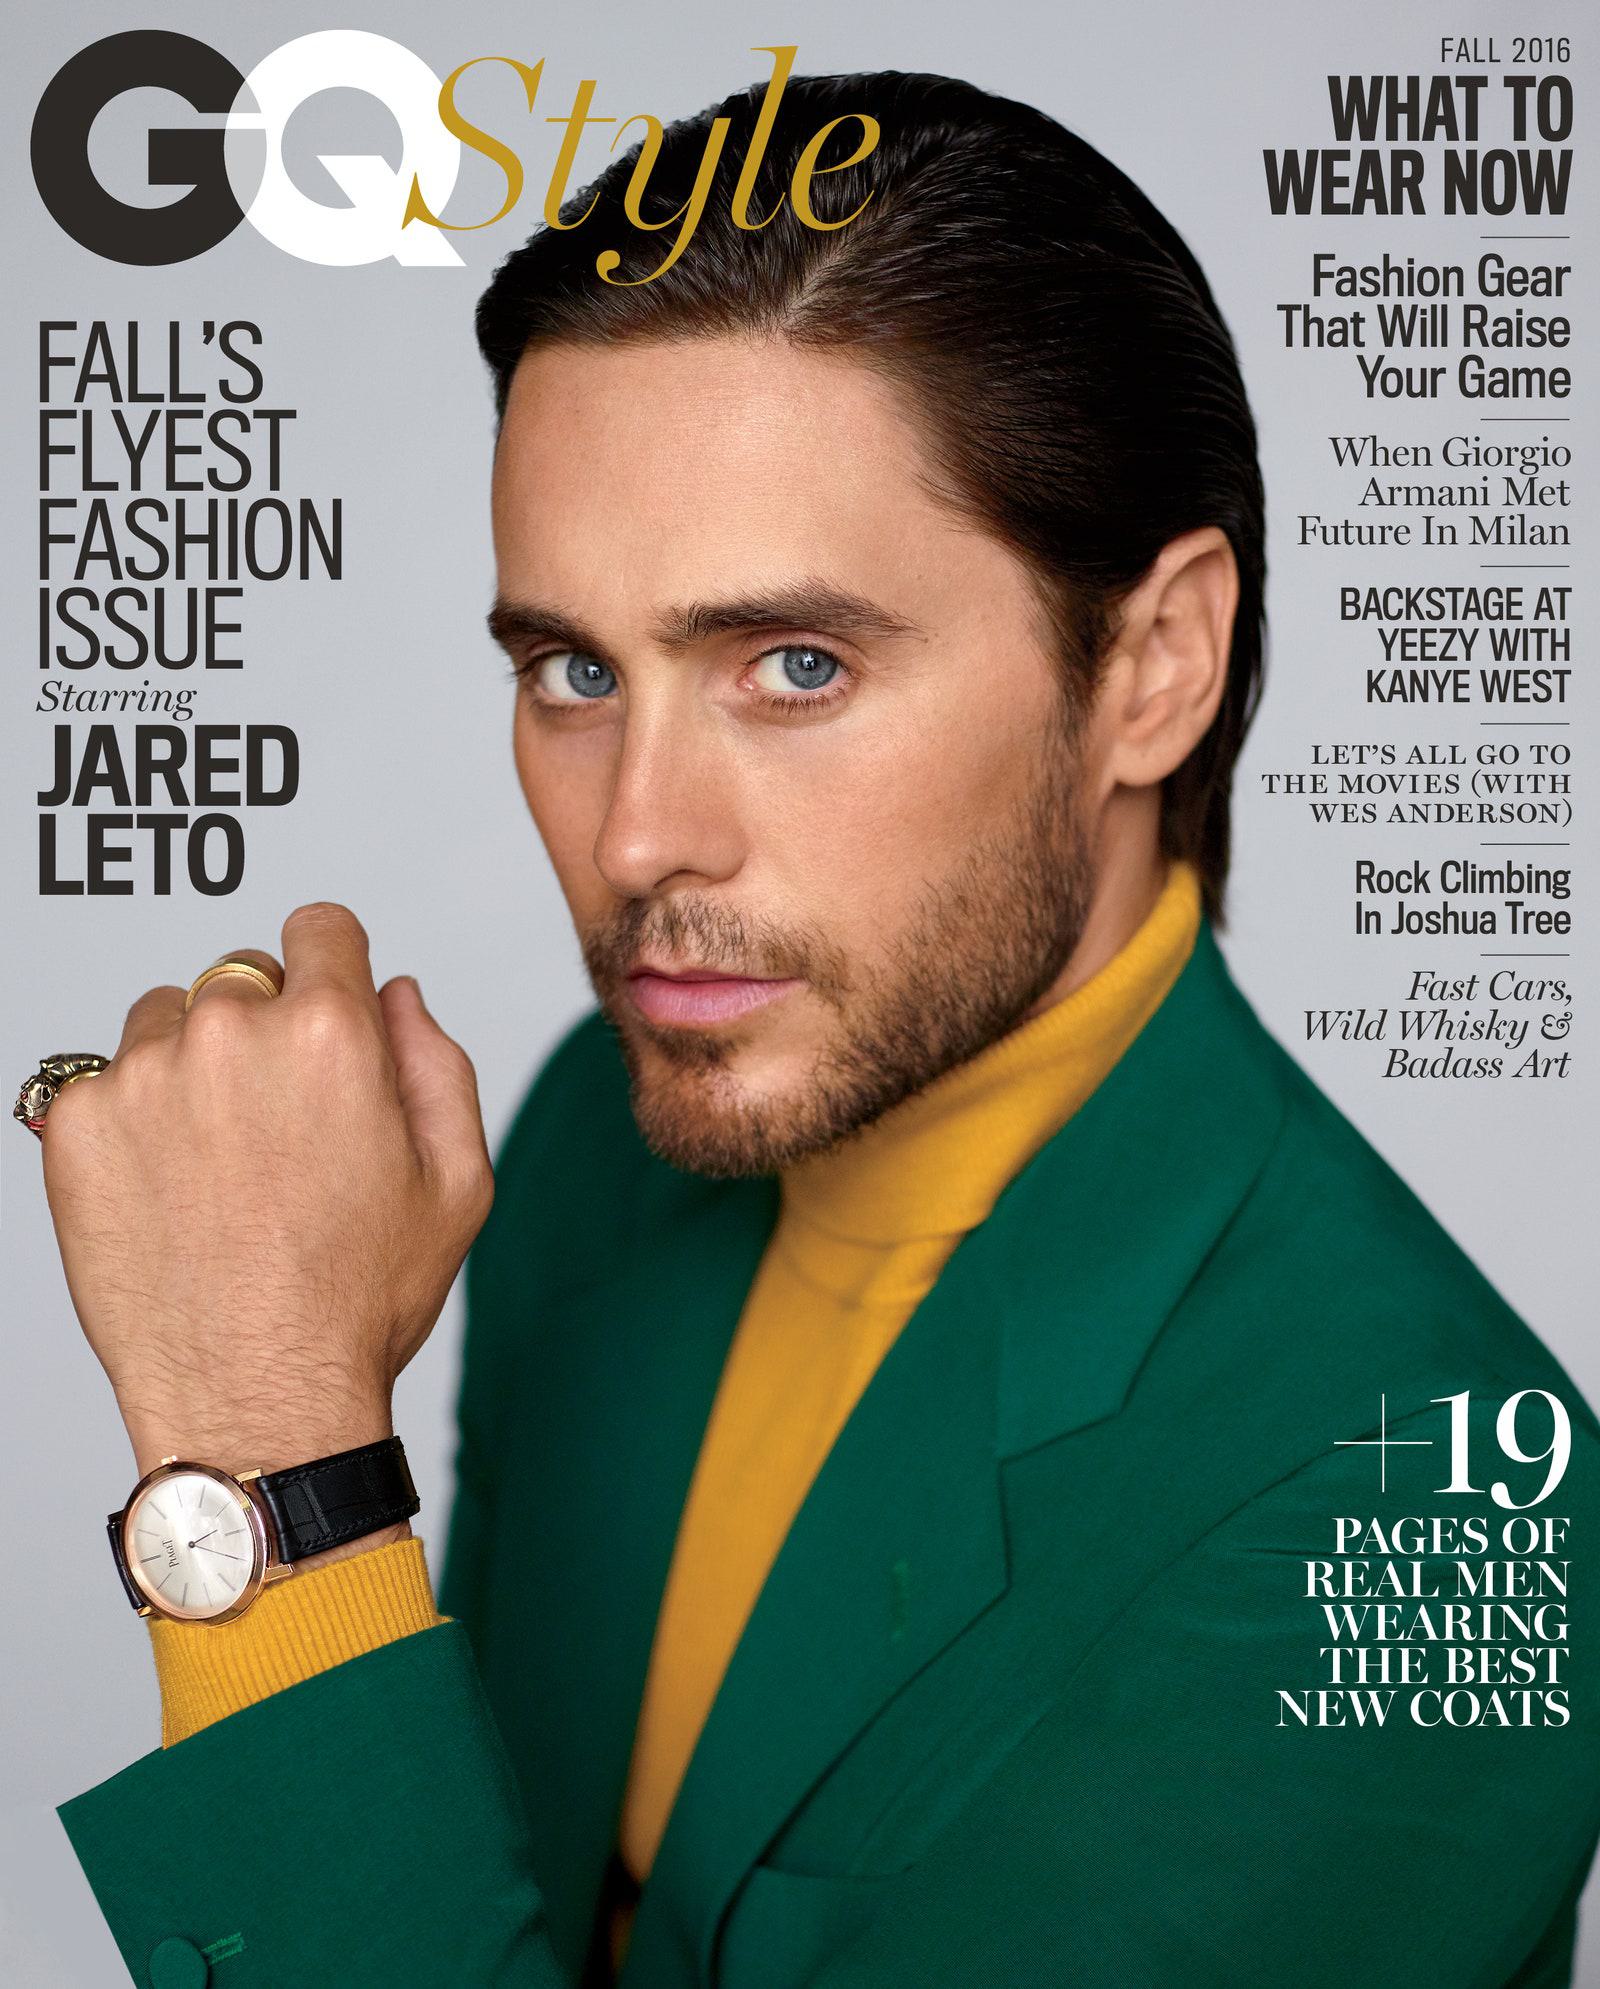 GQ Style
FALL'S
FLYEST
FASHION
ISSUE
Starring
JARED
LETO
FALL 2016
WHAT TO
WEAR NOW
Fashion Gear
That Will Raise
Your Game
When Giorgio
Armani Met
Future In Milan
BACKSTAGE AT
YEEZY WITH
KANYE WEST
LET'S ALL GO TO
THE MOVIES (WITH
WES ANDERSON)
Rock Climbing
In Joshua Tree
Fast Cars,
Wild Whisky &
Badass Art
+19
PAGES OF
REAL MEN
WEARING
THE BEST
NEW COATS
PIAGET